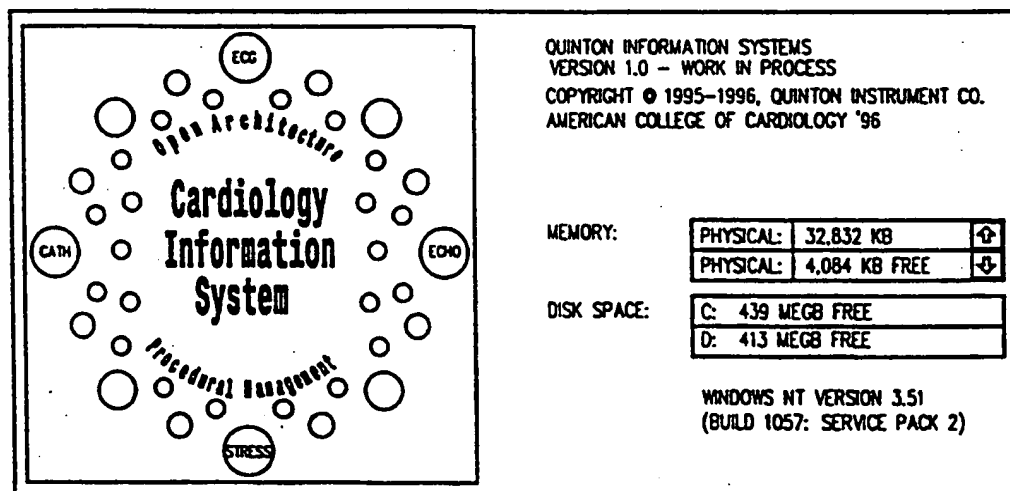 ECG
Open Architecture
Cardiology
Information
System
CATH
ECHO
Procedural Management
STRESS
QUINTON INFORMATION SYSTEMS
VERSION 1.0 – WORK IN PROCESS
COPYRIGHT © 1995–1996, QUINTON INSTRUMENT CO.
AMERICAN COLLEGE OF CARDIOLOGY '96
MEMORY:
PHYSICAL: 32,832 KB
PHYSICAL: 4,084 KB FREE
DISK SPACE:
C: 439 MEGB FREE
D: 413 MEGB FREE
WINDOWS NT VERSION 3.51
(BUILD 1057: SERVICE PACK 2)